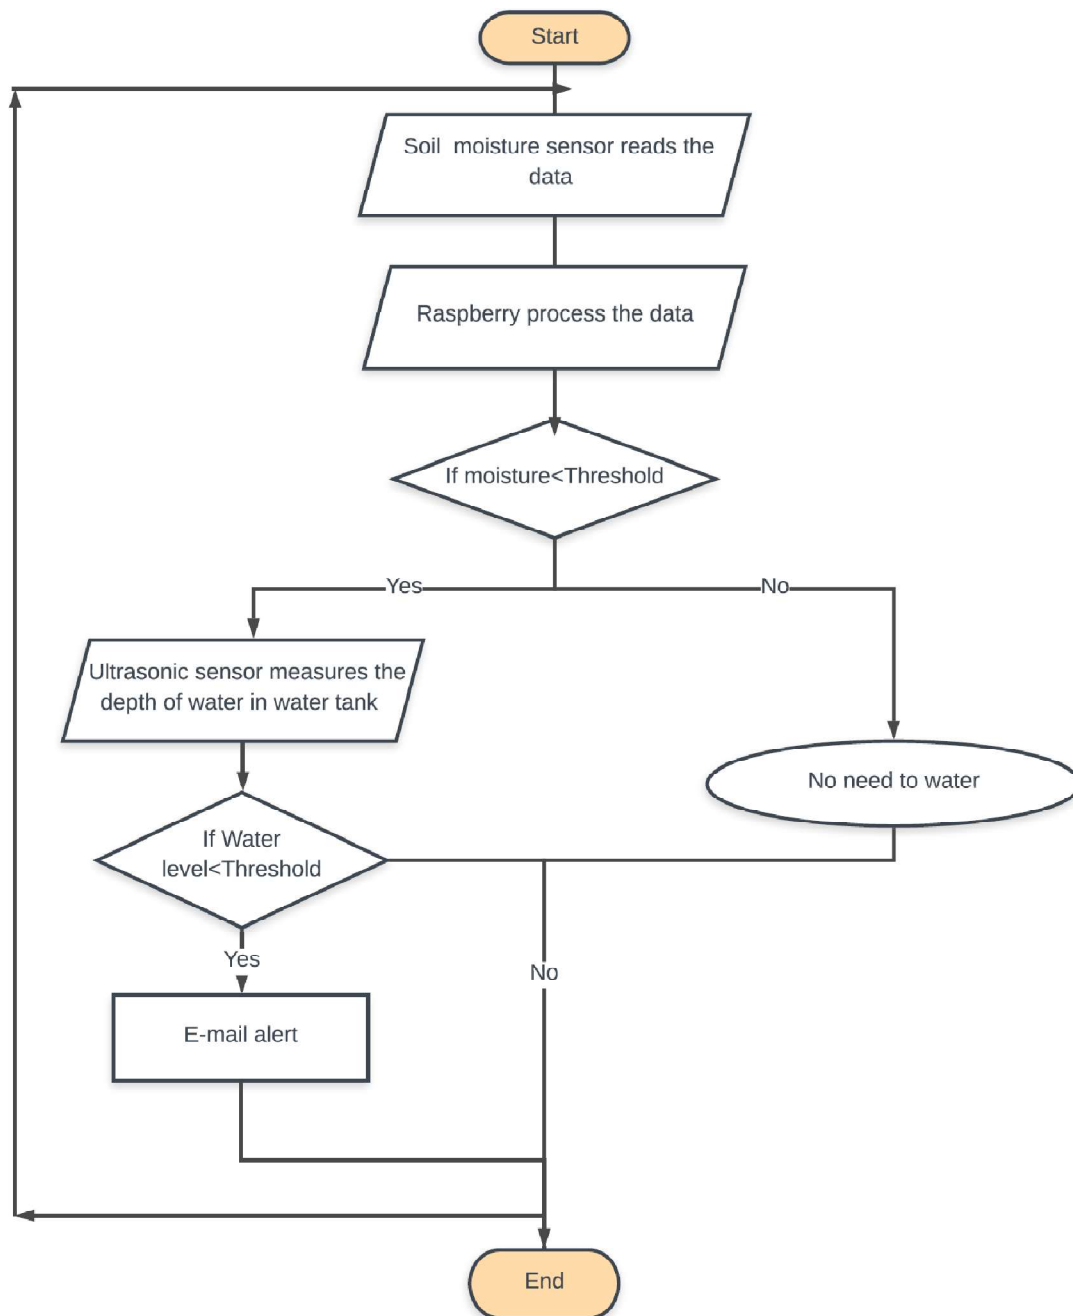 Start
Soil  moisture sensor reads the
data
Raspberry process the data
If moisture<Threshold
Yes
No
Ultrasonic sensor measures the
depth of water in water tank
No need to water
If Water
level<Threshold
Yes
No
E-mail alert
End